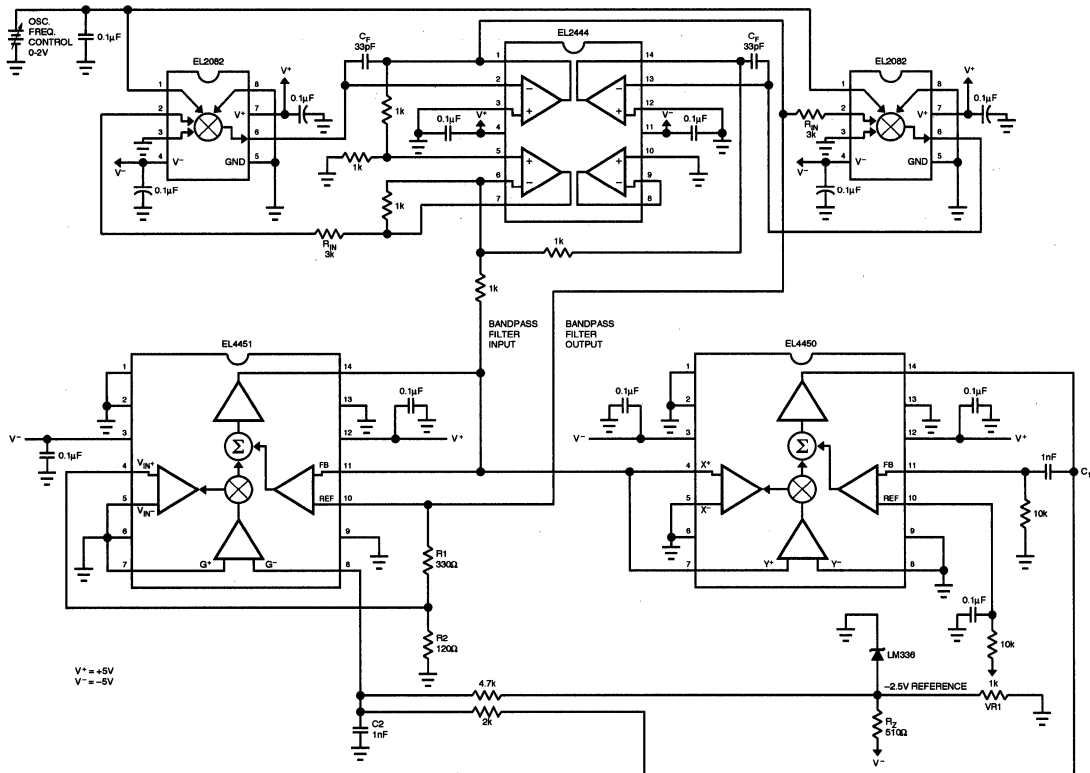 OSC.
FREQ.
CONTROL
0-2V
0.1µF
EL2082
1
2
3
4
8
7
6
5
V+
V−
GND
V+
0.1µF
V−
0.1µF
CF
33pF
1k
1k
1k
RIN
3k
EL2444
1
2
3
4
5
6
7
14
13
12
11
10
9
8
−
+
−
+
+
−
+
−
V+
0.1µF
V−
0.1µF
CF
33pF
1k
1k
RIN
3k
EL2082
1
2
3
4
8
7
6
5
V+
V−
GND
V+
0.1µF
V−
0.1µF
BANDPASS
FILTER
INPUT
BANDPASS
FILTER
OUTPUT
EL4451
1
2
3
4
5
6
7
14
13
12
11
10
9
8
VIN+
VIN−
Σ
FB
REF
G+
G−
V−
0.1µF
0.1µF
V+
R1
330Ω
R2
120Ω
EL4450
1
2
3
4
5
6
7
14
13
12
11
10
9
8
X+
X−
Σ
FB
REF
Y+
Y−
V−
0.1µF
0.1µF
V+
1nF
10k
0.1µF
10k
LM336
−2.5V REFERENCE
1k
VR1
RZ
510Ω
V−
4.7k
2k
C2
1nF
V+ = +5V
V− = −5V